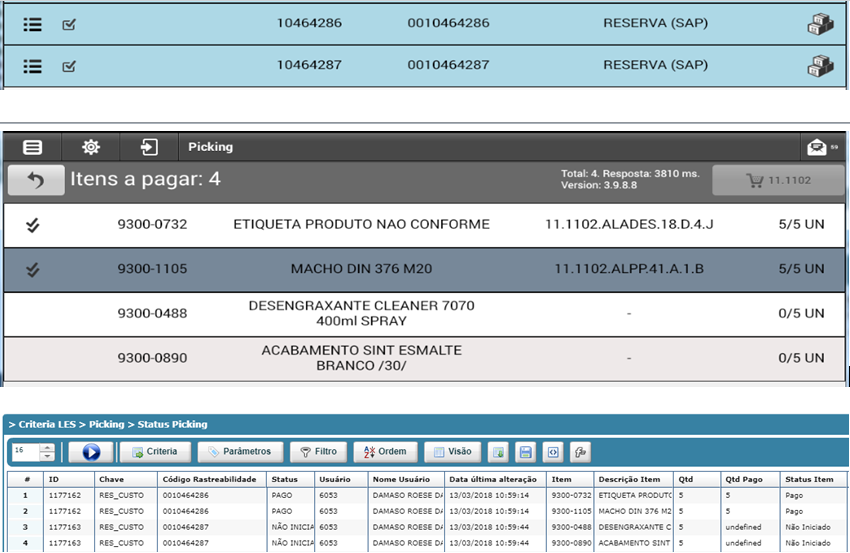 10464286 0010464286 RESERVA (SAP)
10464287 0010464287 RESERVA (SAP)
Picking 59
Itens a pagar: 4
Total: 4. Resposta: 3810 ms.
Version: 3.9.8.8
11.1102
9300-0732 ETIQUETA PRODUTO NAO CONFORME 11.1102.ALADES.18.D.4.J 5/5 UN
9300-1105 MACHO DIN 376 M20 11.1102.ALPP.41.A.1.B 5/5 UN
9300-0488 DESENGRAXANTE CLEANER 7070
400ml SPRAY - 0/5 UN
9300-0890 ACABAMENTO SINT ESMALTE
BRANCO /30/ - 0/5 UN
> Criteria LES > Picking > Status Picking
16 Criteria Parâmetros Filtro Ordem Visão
# ID Chave Código Rastreabilidade Status Usuário Nome Usuário Data última alteração Item Descrição Item Qtd Qtd Pago Status Item
1 1177162 RES_CUSTO 0010464286 PAGO 6053 DAMASO ROESE DA 13/03/2018 10:59:14 9300-0732 ETIQUETA PRODUTO 5 5 Pago
2 1177162 RES_CUSTO 0010464286 PAGO 6053 DAMASO ROESE DA 13/03/2018 10:59:14 9300-1105 MACHO DIN 376 M2 5 5 Pago
3 1177163 RES_CUSTO 0010464287 NÃO INICIA 6053 DAMASO ROESE DA 13/03/2018 10:59:44 9300-0488 DESENGRAXANTE C 5 undefined Não Iniciado
4 1177163 RES_CUSTO 0010464287 NÃO INICIA 6053 DAMASO ROESE DA 13/03/2018 10:59:44 9300-0890 ACABAMENTO SINT 5 undefined Não Iniciado